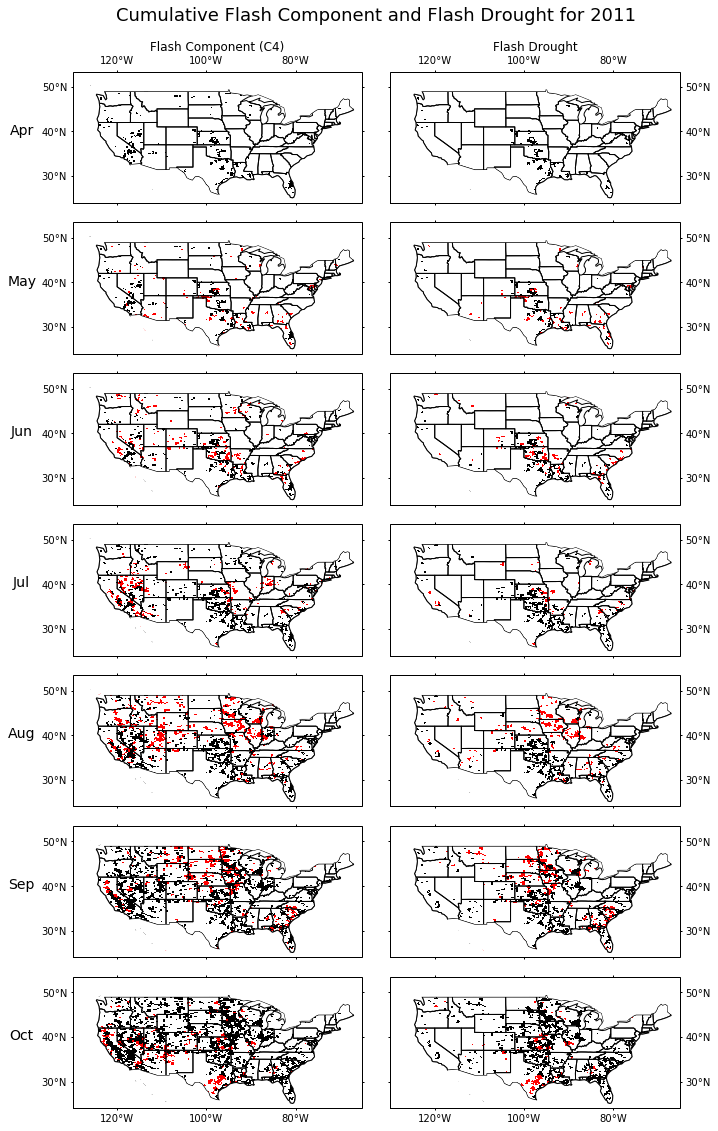 Cumulative Flash Component and Flash Drought for 2011
Flash Component (C4) Flash Drought
120°W 100°W 80°W 120°W 100°W 80°W
50°N 50°N
Apr 40°N 40°N
30°N 30°N
50°N 50°N
May 40°N 40°N
30°N 30°N
50°N 50°N
Jun 40°N 40°N
30°N 30°N
50°N 50°N
Jul 40°N 40°N
30°N 30°N
50°N 50°N
Aug 40°N 40°N
30°N 30°N
50°N 50°N
Sep 40°N 40°N
30°N 30°N
50°N 50°N
Oct 40°N 40°N
30°N 30°N
120°W 100°W 80°W 120°W 100°W 80°W